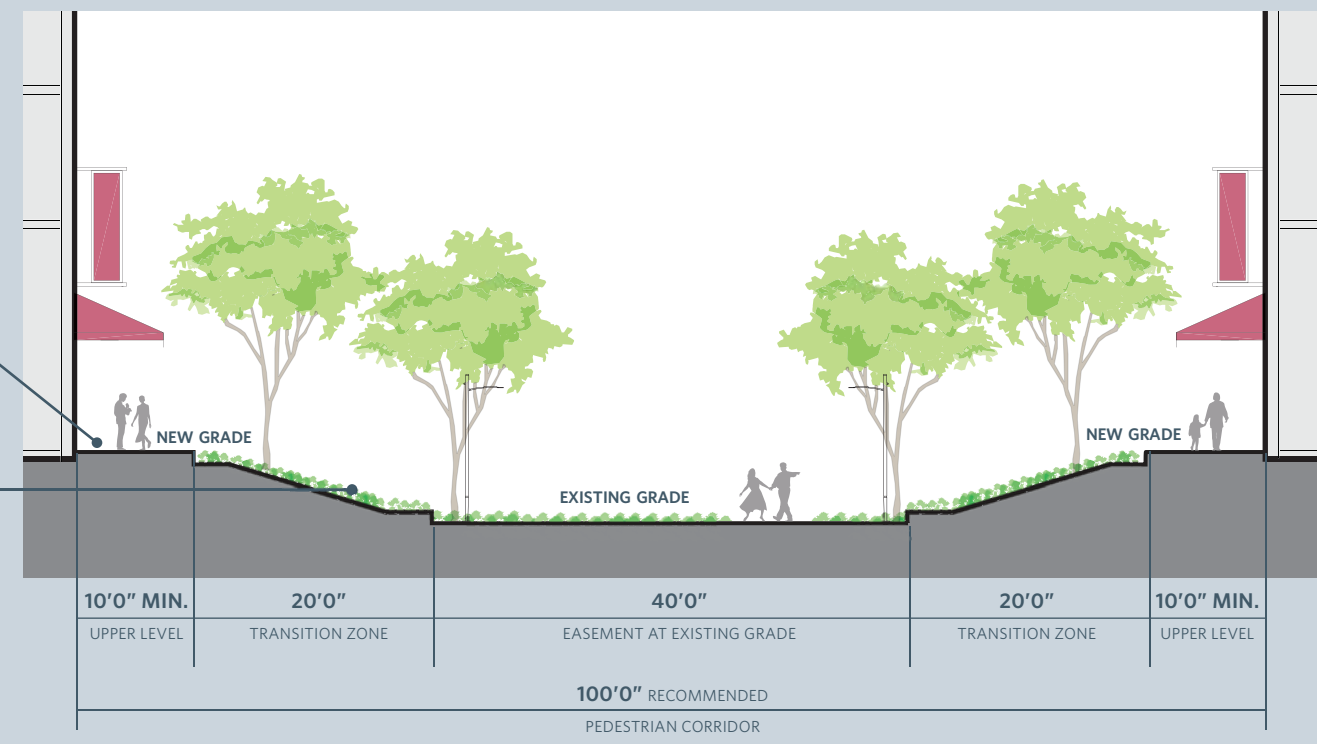 NEW GRADE
NEW GRADE
EXISTING GRADE
10'0" MIN.
UPPER LEVEL
20'0"
TRANSITION ZONE
40'0"
EASEMENT AT EXISTING GRADE
20'0"
TRANSITION ZONE
10'0" MIN.
UPPER LEVEL
100'0" RECOMMENDED
PEDESTRIAN CORRIDOR